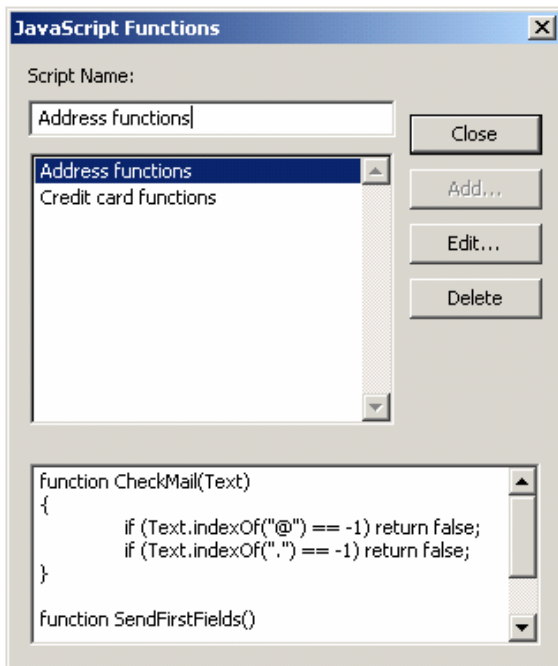 JavaScript Functions
Script Name:
Address functions
Close
Address functions
Credit card functions
Add...
Edit...
Delete
function CheckMail(Text)
{
if (Text.indexOf("@") == -1) return false;
if (Text.indexOf(".") == -1) return false;
}
function SendFirstFields()